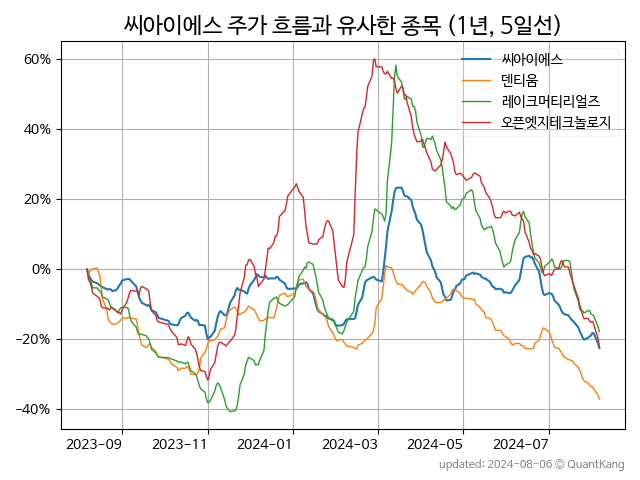 씨아이에스 주가 흐름과 유사한 종목 (1년, 5일선)
씨아이에스
덴티움
레이크머티리얼즈
오픈엣지테크놀로지
60%
40%
20%
0%
−20%
−40%
2023-09 2023-11 2024-01 2024-03 2024-05 2024-07
updated: 2024-08-06 © QuantKang